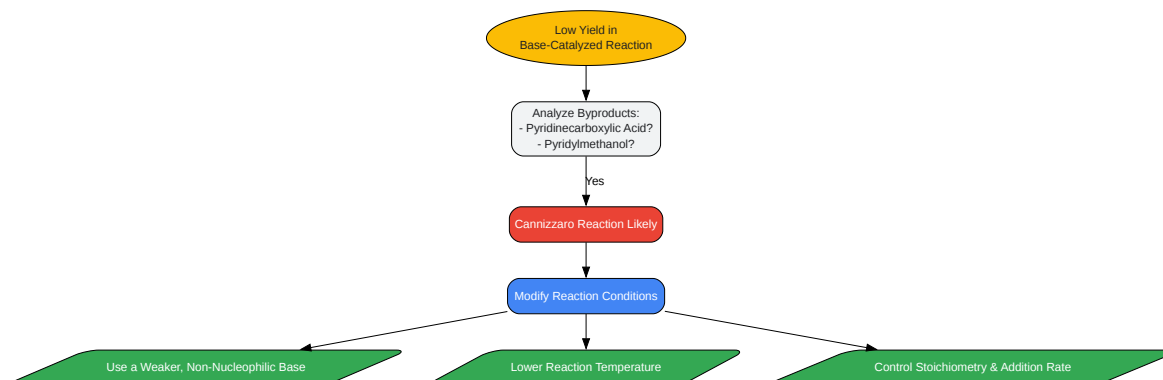 Low Yield in
Base-Catalyzed Reaction
Analyze Byproducts:
- Pyridinecarboxylic Acid?
- Pyridylmethanol?
Yes
Cannizzaro Reaction Likely
Modify Reaction Conditions
Use a Weaker, Non-Nucleophilic Base
Lower Reaction Temperature
Control Stoichiometry & Addition Rate